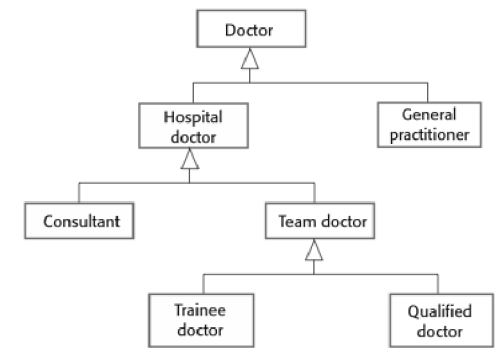 Doctor
Hospital
doctor
General
practitioner
Consultant
Team doctor
Trainee
doctor
Qualified
doctor